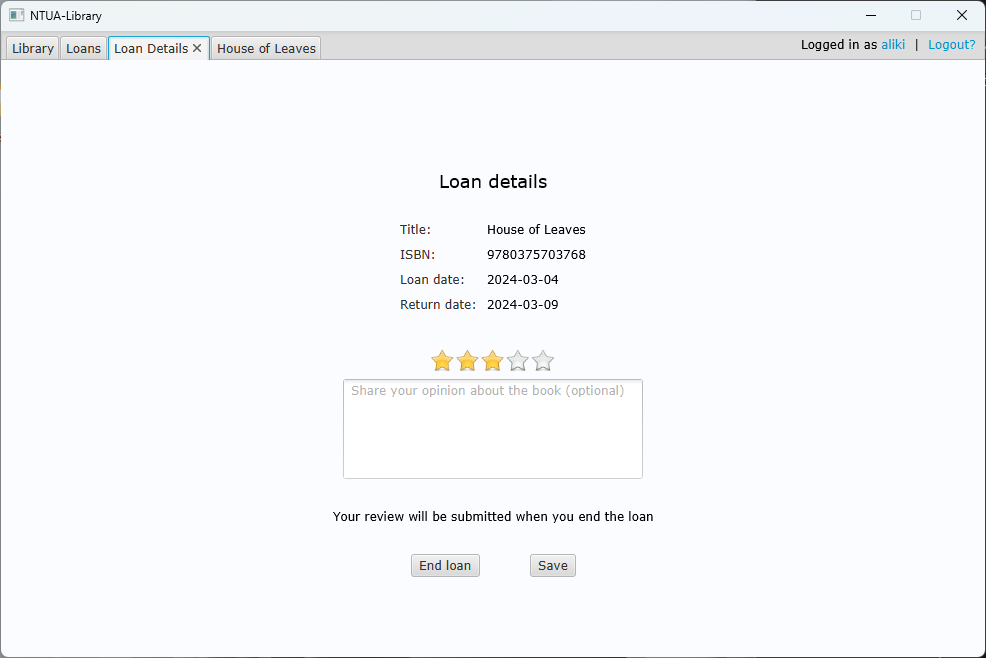 NTUA-Library
Library Loans Loan Details House of Leaves Logged in as aliki | Logout?
Loan details
Title: House of Leaves
ISBN: 9780375703768
Loan date: 2024-03-04
Return date: 2024-03-09
Share your opinion about the book (optional)
Your review will be submitted when you end the loan
End loan Save